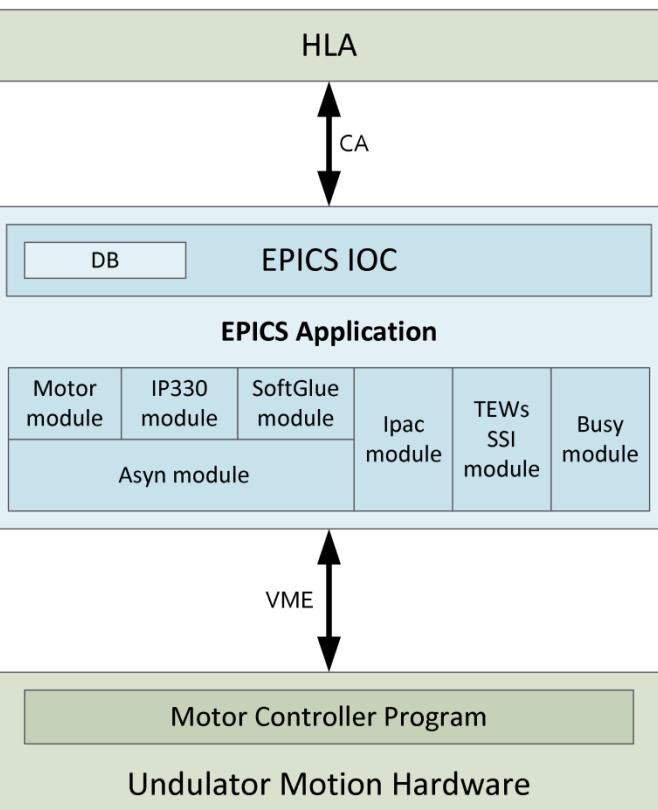 HLA
CA
DB
EPICS IOC
EPICS Application
Motor
module
IP330
module
SoftGlue
module
Ipac
module
TEWs
SSI
module
Busy
module
Asyn module
VME
Motor Controller Program
Undulator Motion Hardware